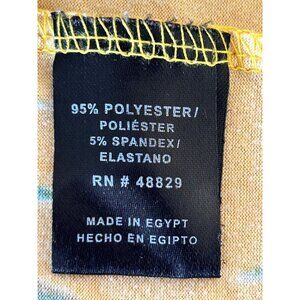 95% POLYESTER/
POLIÉSTER
5% SPANDEX/
ELASTANO
RN # 48829
MADE IN EGYPT
HECHO EN EGIPTO